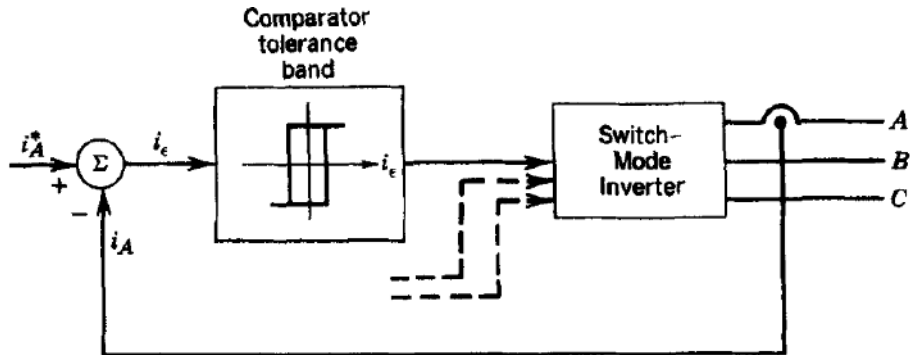 Comparator
tolerance
band
i*A
+
Σ
iϵ
−
iA
iϵ
Switch-
Mode
Inverter
A
B
C